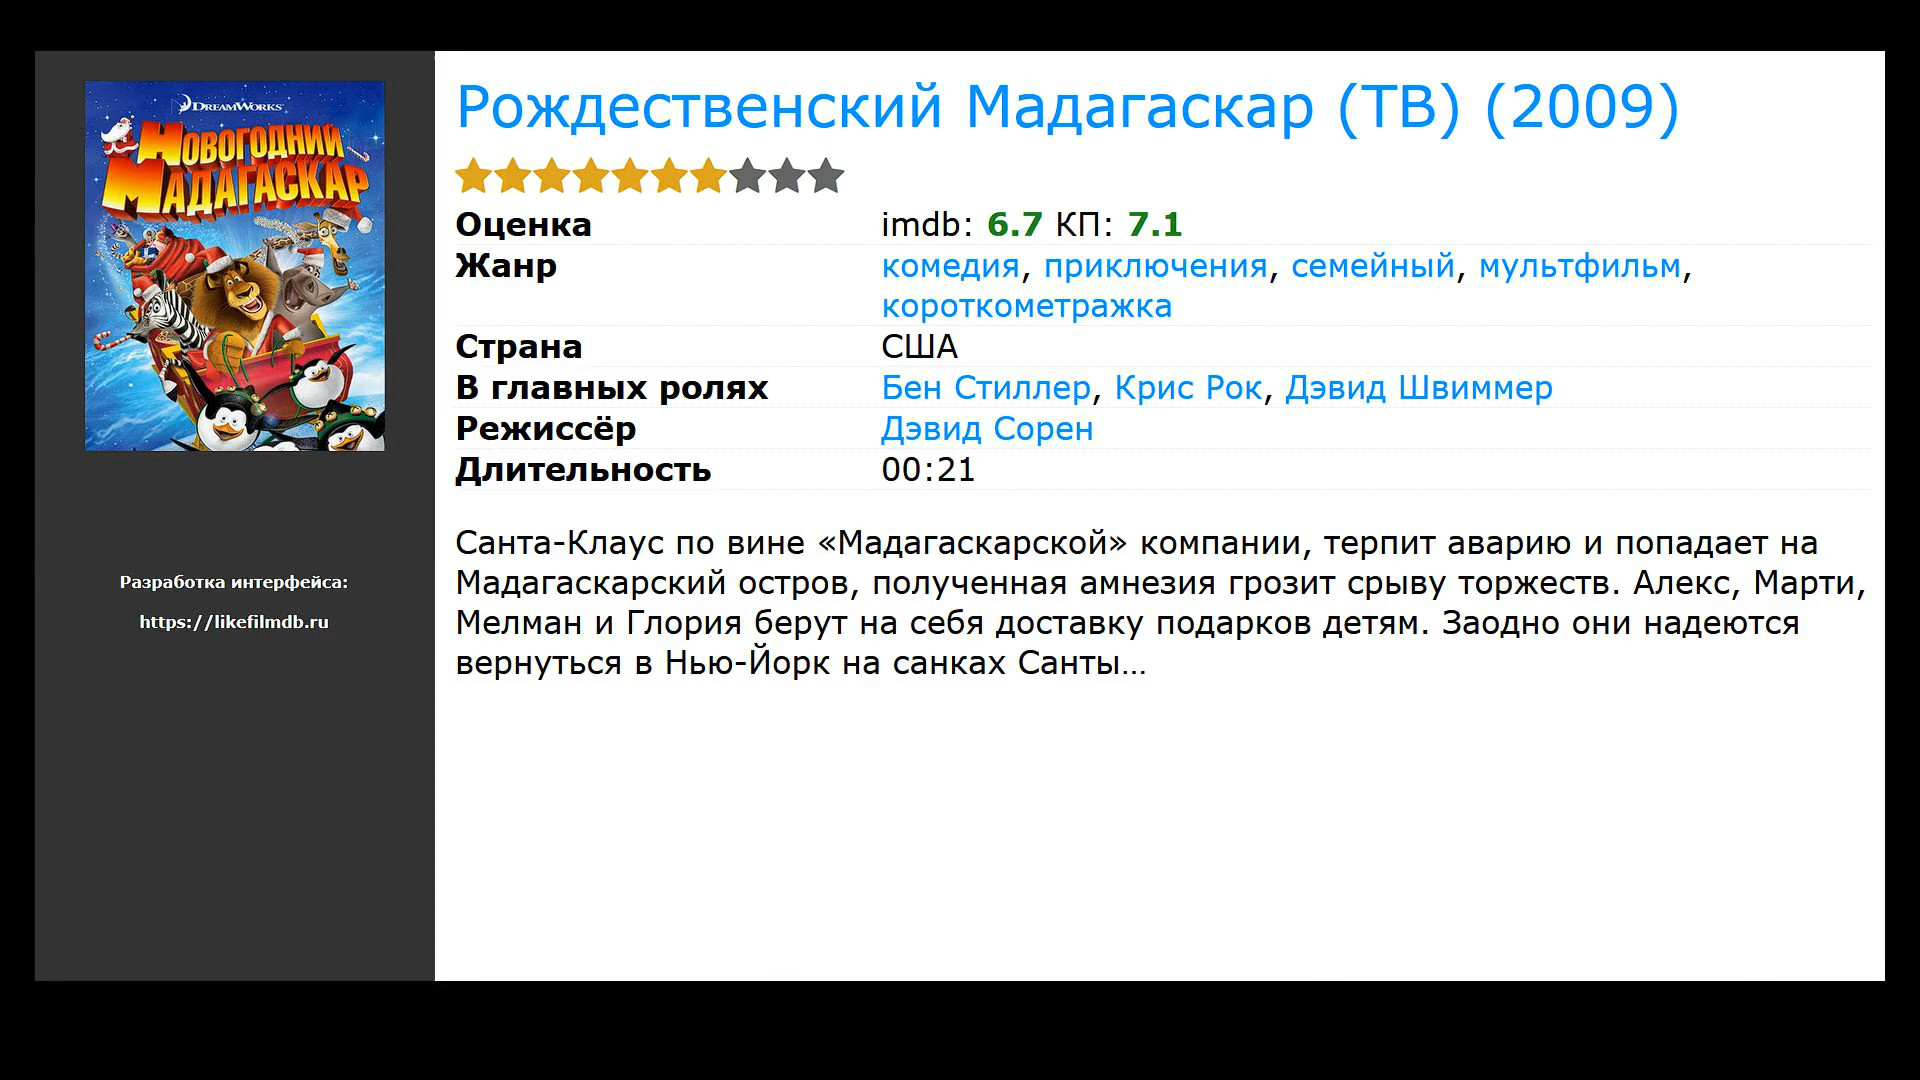 DreamWorks
Новогодний
Мадагаскар
Разработка интерфейса:
https://likefilmdb.ru
Рождественский Мадагаскар (ТВ) (2009)
Оценка imdb: 6.7 КП: 7.1
Жанр комедия, приключения, семейный, мультфильм,
короткометражка
Страна США
В главных ролях Бен Стиллер, Крис Рок, Дэвид Швиммер
Режиссёр Дэвид Сорен
Длительность 00:21
Санта-Клаус по вине «Мадагаскарской» компании, терпит аварию и попадает на
Мадагаскарский остров, полученная амнезия грозит срыву торжеств. Алекс, Марти,
Мелман и Глория берут на себя доставку подарков детям. Заодно они надеются
вернуться в Нью-Йорк на санках Санты...